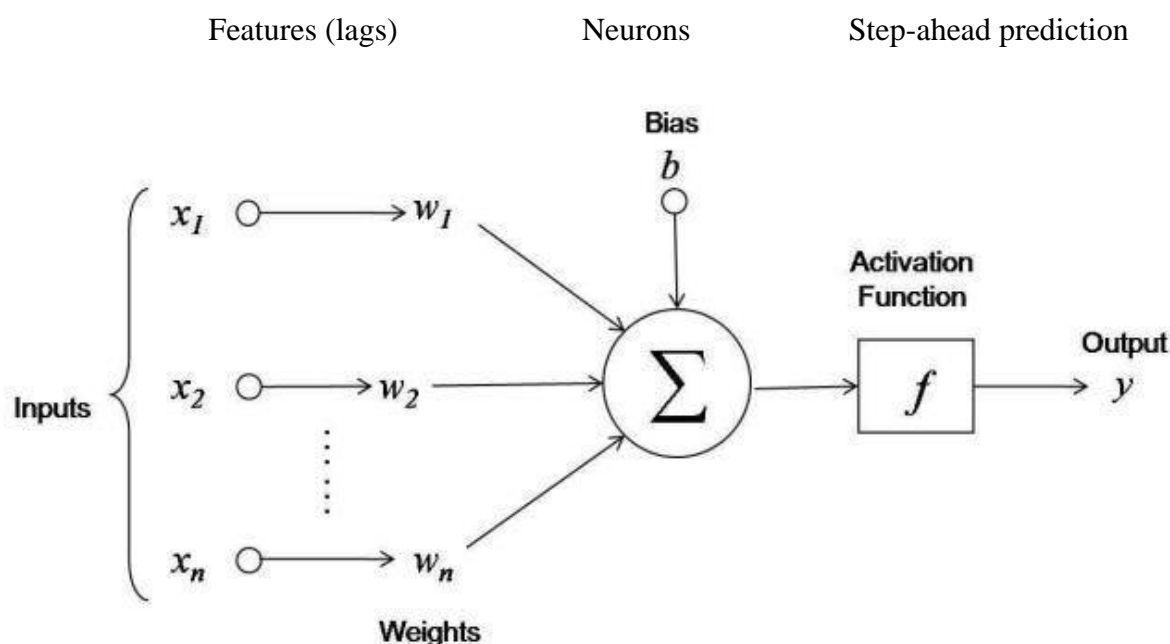 Features (lags) Neurons Step-ahead prediction
Bias
b
x1 w1
Activation
Function
Σ
f
Output
y
Inputs
x2 w2
xn wn
Weights